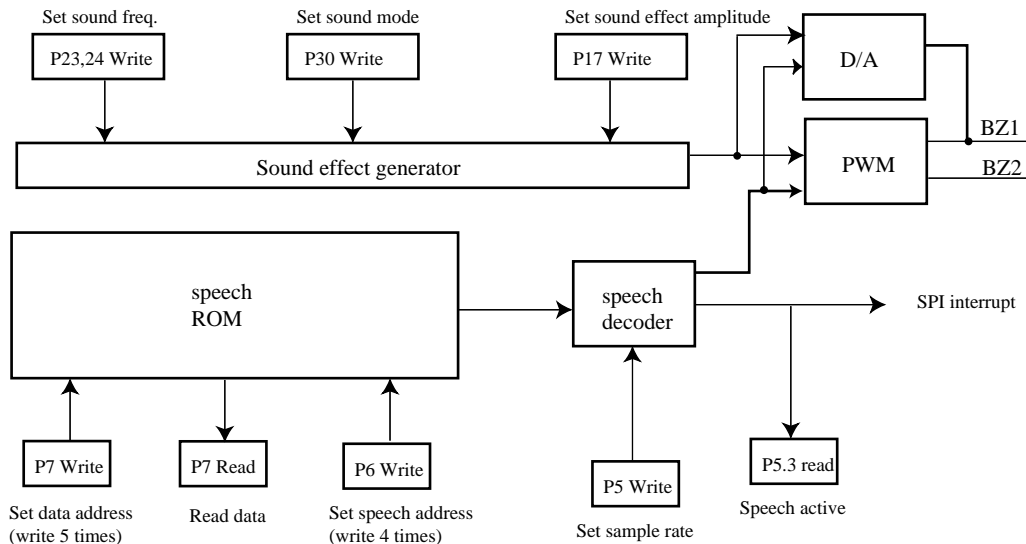 Set sound freq.
Set sound mode
Set sound effect amplitude
P23,24 Write
P30 Write
P17 Write
D/A
BZ1
Sound effect generator
PWM
BZ2
speech
ROM
speech
decoder
SPI interrupt
P7 Write
P7 Read
P6 Write
P5 Write
P5.3 read
Set data address
(write 5 times)
Read data
Set speech address
(write 4 times)
Set sample rate
Speech active